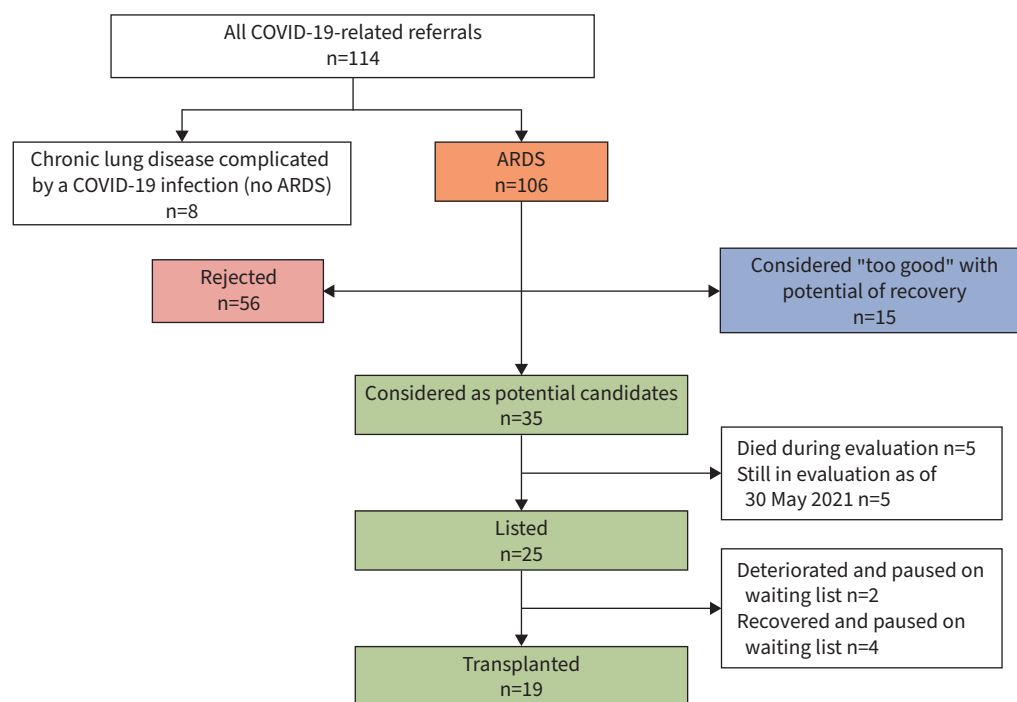 All COVID-19-related referrals
n=114
Chronic lung disease complicated
by a COVID-19 infection (no ARDS)
n=8
ARDS
n=106
Rejected
n=56
Considered "too good" with
potential of recovery
n=15
Considered as potential candidates
n=35
Died during evaluation n=5
Still in evaluation as of
30 May 2021 n=5
Listed
n=25
Deteriorated and paused on
waiting list n=2
Recovered and paused on
waiting list n=4
Transplanted
n=19